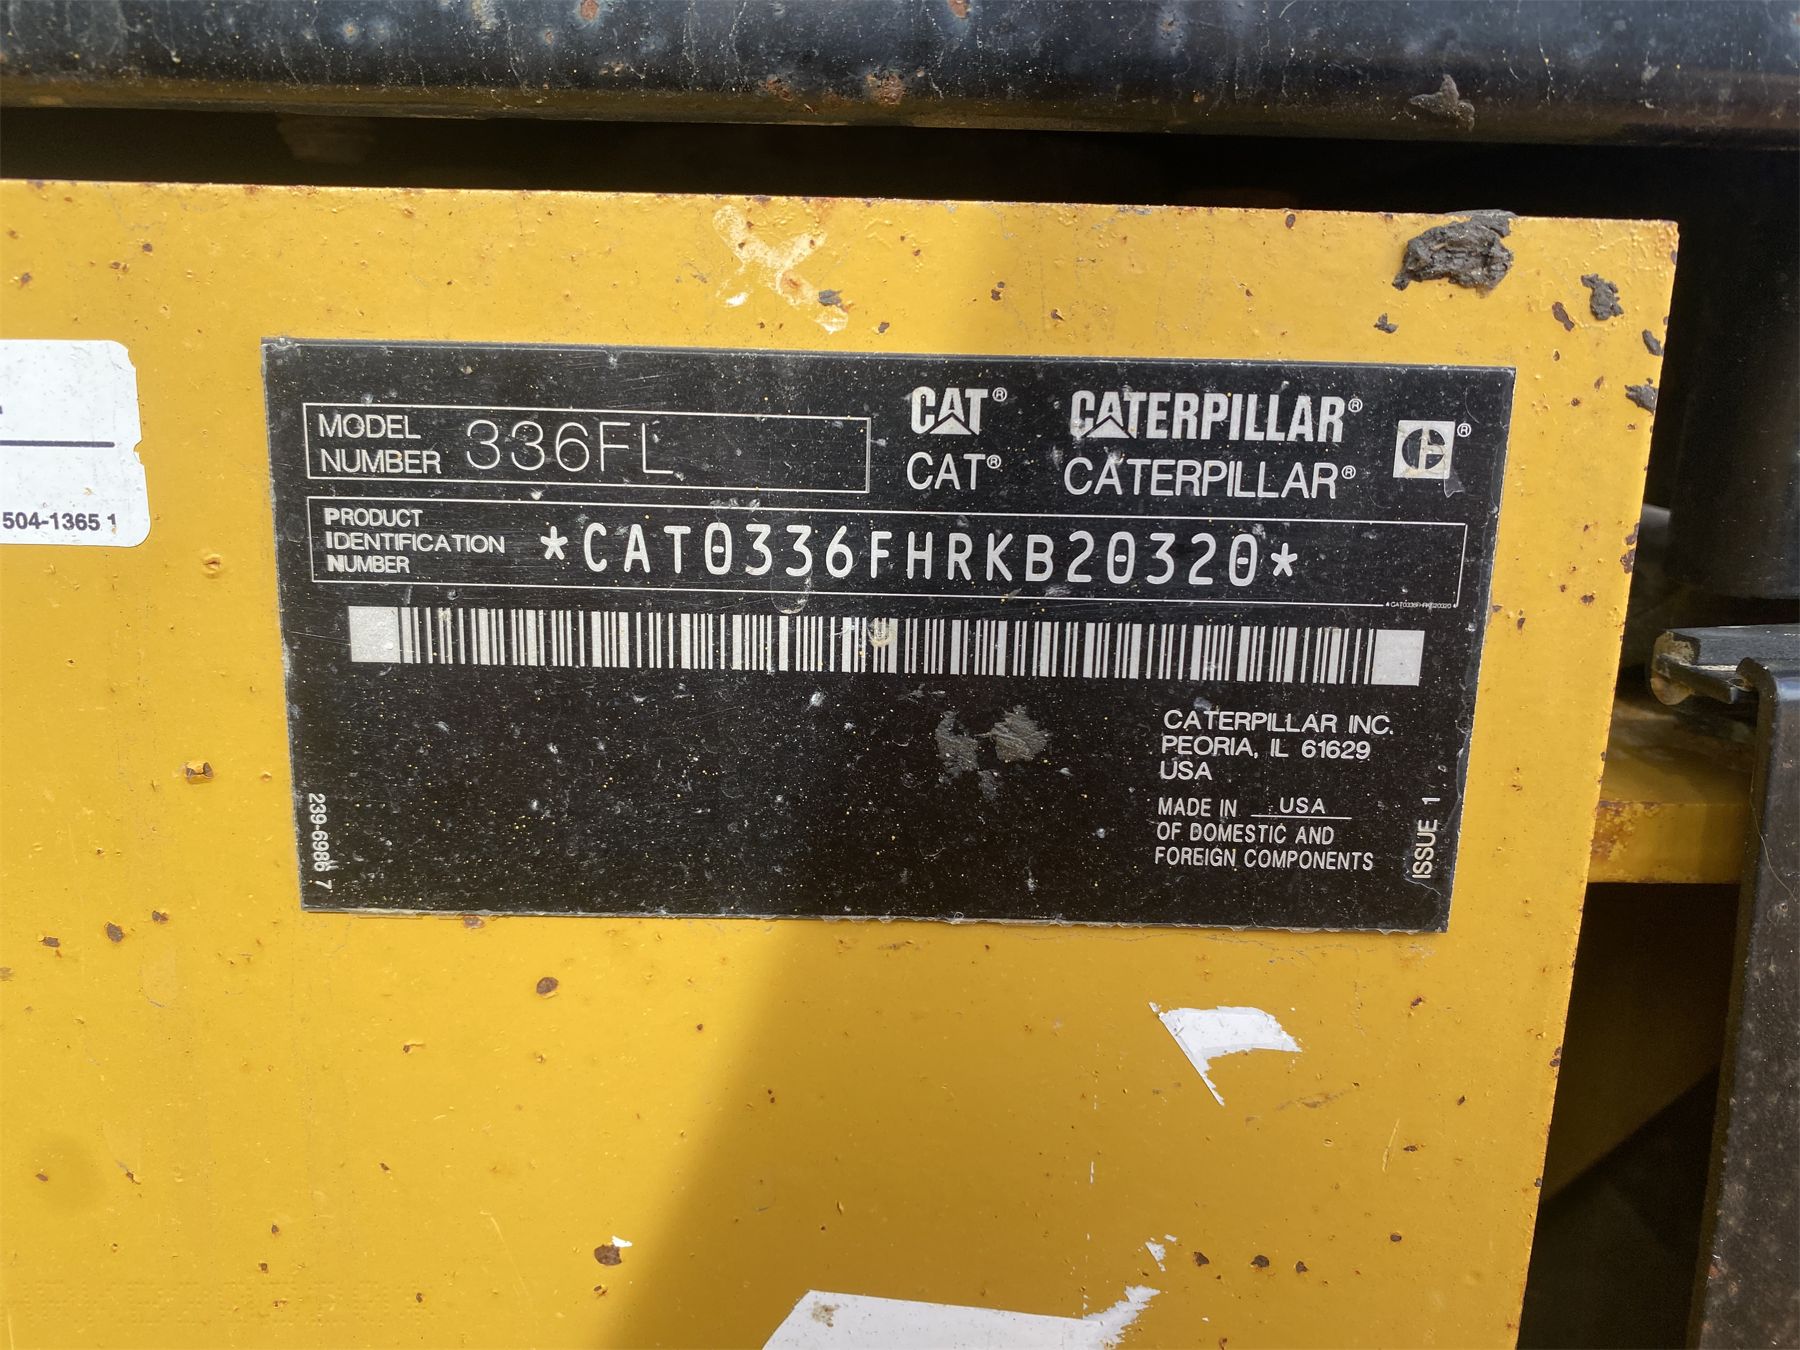 MODEL NUMBER 336FL
CAT® CATERPILLAR® ®
CAT® CATERPILLAR®
PRODUCT
IDENTIFICATION
NUMBER
*CAT0336FHRKB20320*
*CAT0336FHRKB20320*
CATERPILLAR INC.
PEORIA, IL 61629
USA
MADE IN USA
OF DOMESTIC AND
FOREIGN COMPONENTS
239-6986 7
ISSUE 1
504-1365 1